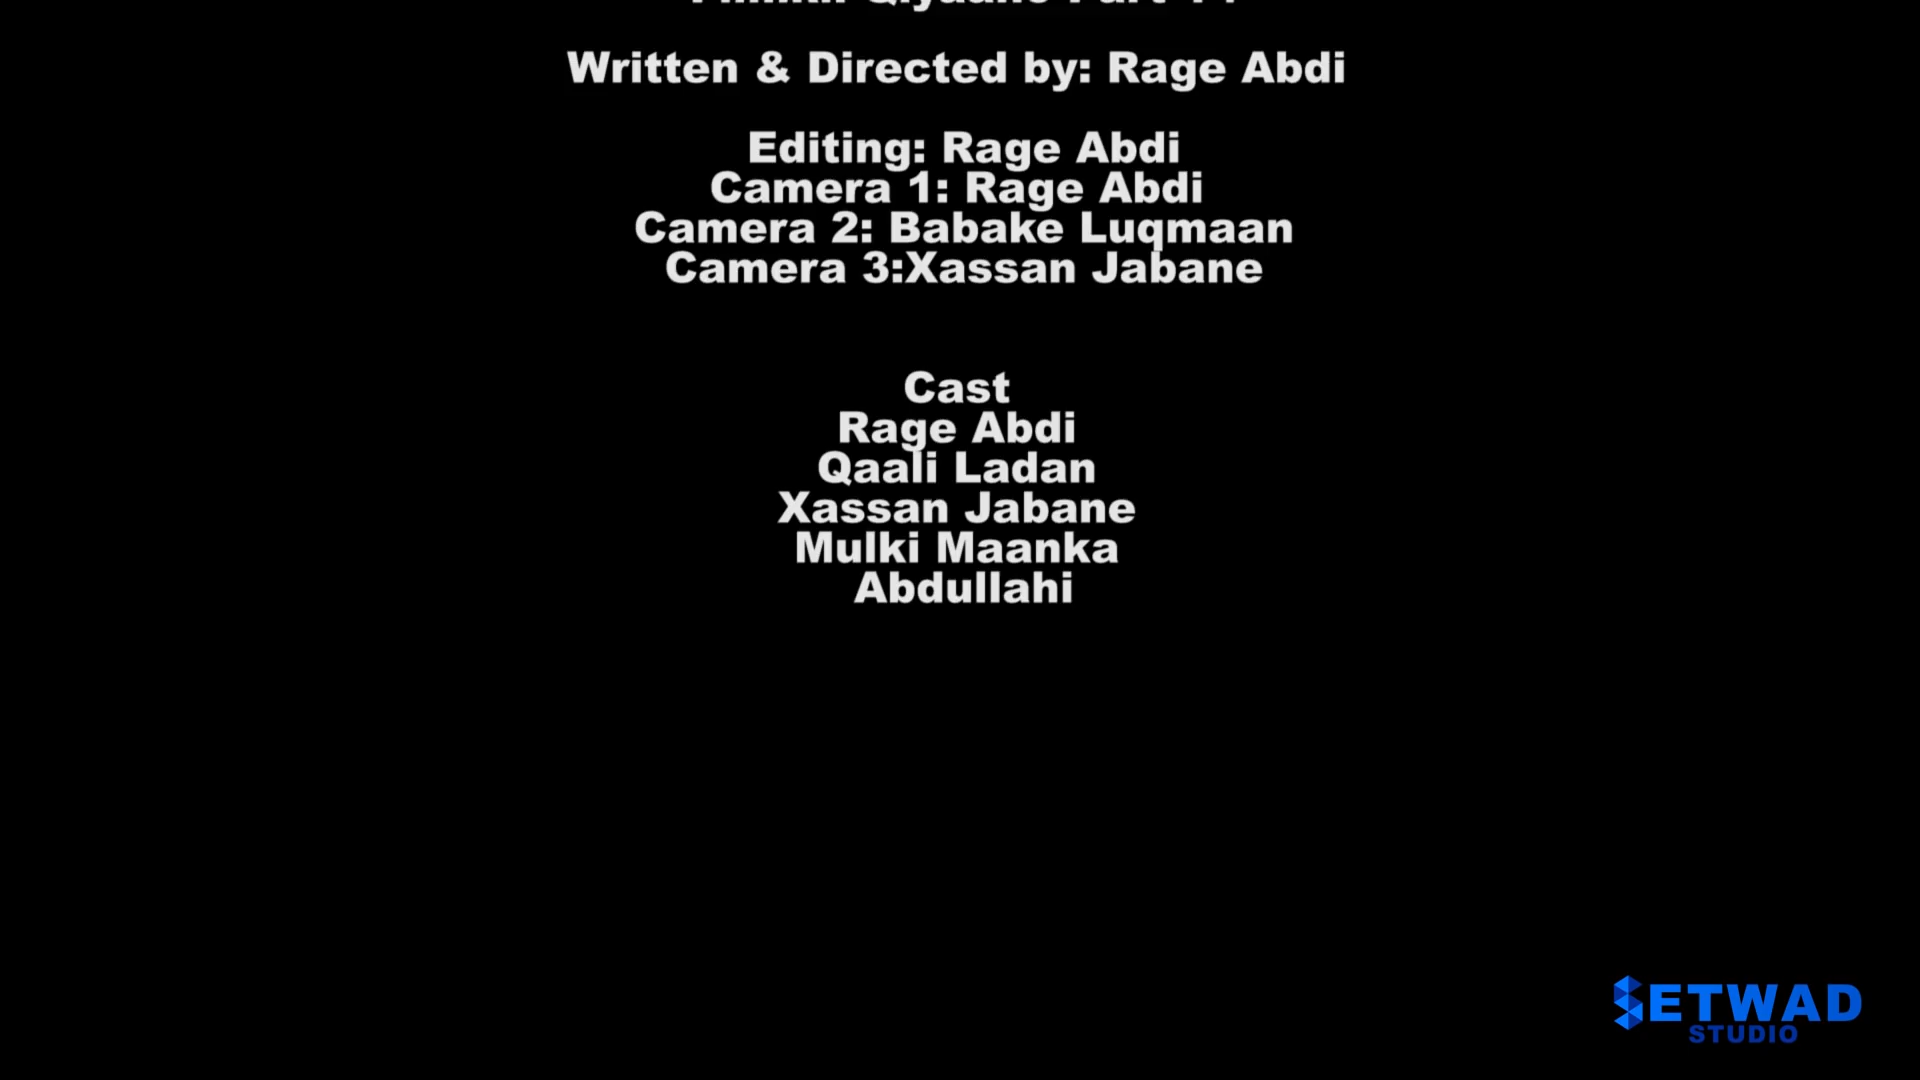 Written & Directed by: Rage Abdi
Editing: Rage Abdi
Camera 1: Rage Abdi
Camera 2: Babake Luqmaan
Camera 3:Xassan Jabane
Cast
Rage Abdi
Qaali Ladan
Xassan Jabane
Mulki Maanka
Abdullahi
SETWAD
STUDIO